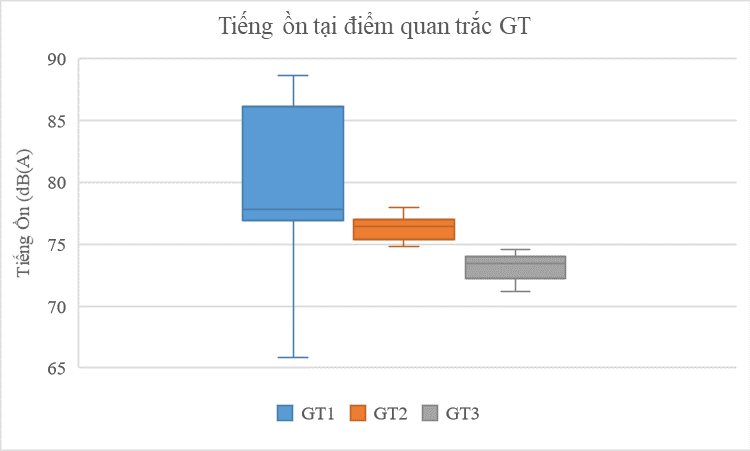 Tiếng ồn tại điểm quan trắc GT
90
85
80
75
70
65
Tiếng Ồn (dB(A)
GT1 GT2 GT3